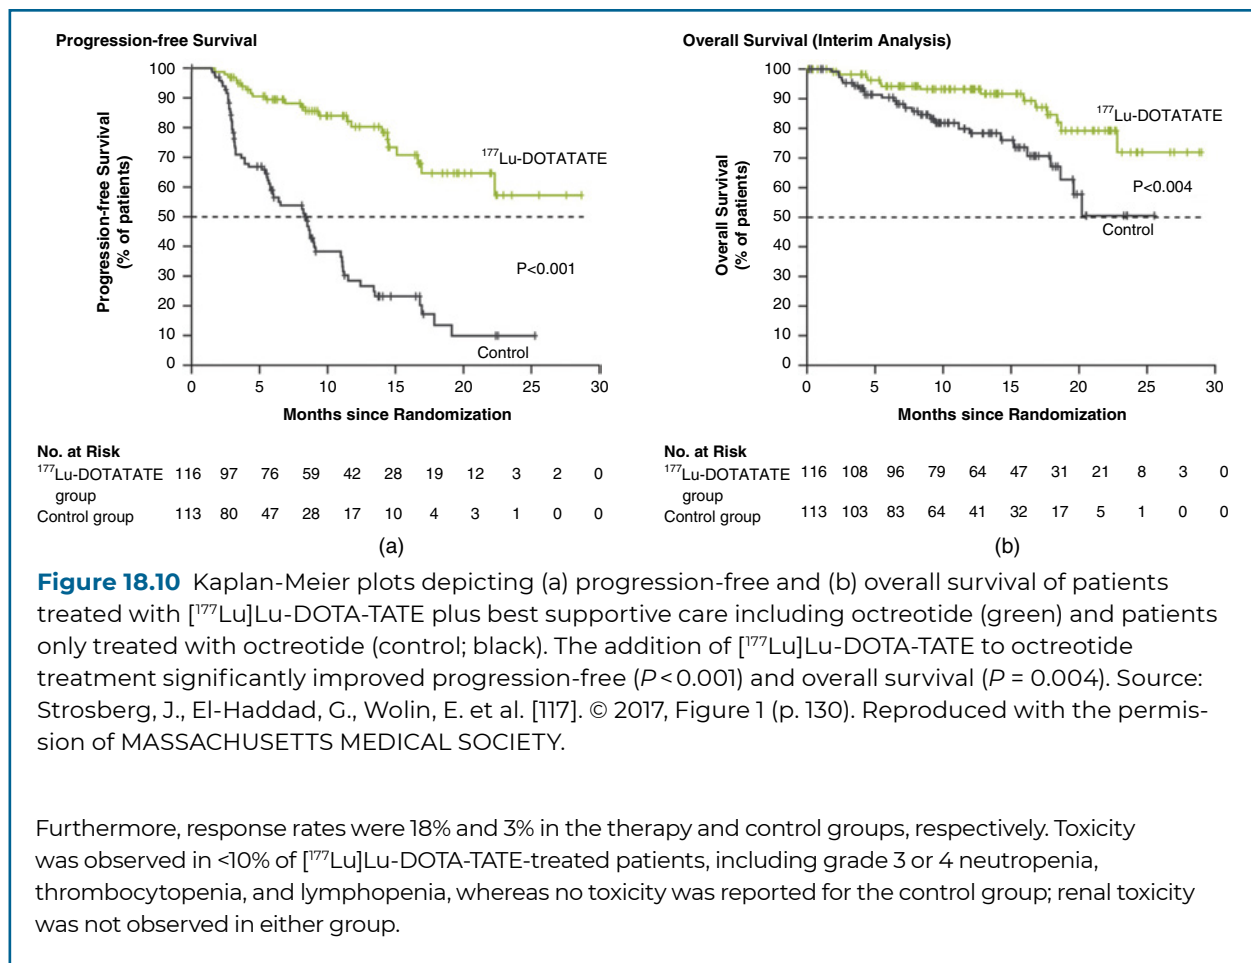 Progression-free Survival
Progression-free Survival
(% of patients)
100
90
80
70
60
50
40
30
20
10
0
¹⁷⁷Lu-DOTATATE
P<0.001
Control
0 5 10 15 20 25 30
Months since Randomization
No. at Risk
¹⁷⁷Lu-DOTATATE 116 97 76 59 42 28 19 12 3 2 0
group
Control group 113 80 47 28 17 10 4 3 1 0 0
(a)
Overall Survival (Interim Analysis)
Overall Survival
(% of patients)
100
90
80
70
60
50
40
30
20
10
0
¹⁷⁷Lu-DOTATATE
P<0.004
Control
0 5 10 15 20 25 30
Months since Randomization
No. at Risk
¹⁷⁷Lu-DOTATATE 116 108 96 79 64 47 31 21 8 3 0
group
Control group 113 103 83 64 41 32 17 5 1 0 0
(b)
Figure 18.10 Kaplan-Meier plots depicting (a) progression-free and (b) overall survival of patients
treated with [¹⁷⁷Lu]Lu-DOTA-TATE plus best supportive care including octreotide (green) and patients
only treated with octreotide (control; black). The addition of [¹⁷⁷Lu]Lu-DOTA-TATE to octreotide
treatment significantly improved progression-free (P < 0.001) and overall survival (P = 0.004). Source:
Strosberg, J., El-Haddad, G., Wolin, E. et al. [117]. © 2017, Figure 1 (p. 130). Reproduced with the permis-
sion of MASSACHUSETTS MEDICAL SOCIETY.
Furthermore, response rates were 18% and 3% in the therapy and control groups, respectively. Toxicity
was observed in <10% of [¹⁷⁷Lu]Lu-DOTA-TATE-treated patients, including grade 3 or 4 neutropenia,
thrombocytopenia, and lymphopenia, whereas no toxicity was reported for the control group; renal toxicity
was not observed in either group.